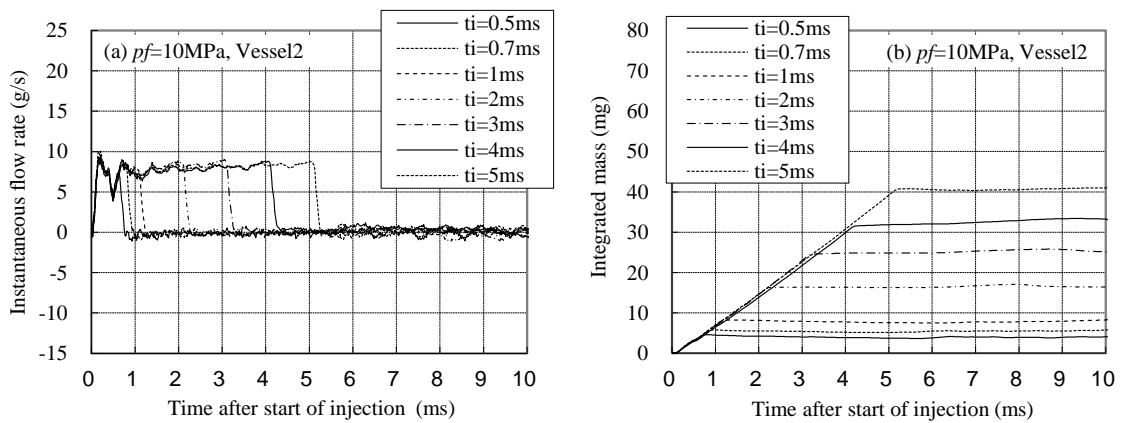 ti=0.5ms
ti=0.7ms
ti=1ms
ti=2ms
ti=3ms
ti=4ms
ti=5ms
(a) pf=10MPa, Vessel2
Instantaneous flow rate (g/s)
25
20
15
10
5
0
-5
-10
-15
0 1 2 3 4 5 6 7 8 9 10
Time after start of injection (ms)
ti=0.5ms
ti=0.7ms
ti=1ms
ti=2ms
ti=3ms
ti=4ms
ti=5ms
(b) pf=10MPa, Vessel2
Integrated mass (mg)
80
70
60
50
40
30
20
10
0
0 1 2 3 4 5 6 7 8 9 10
Time after start of injection (ms)